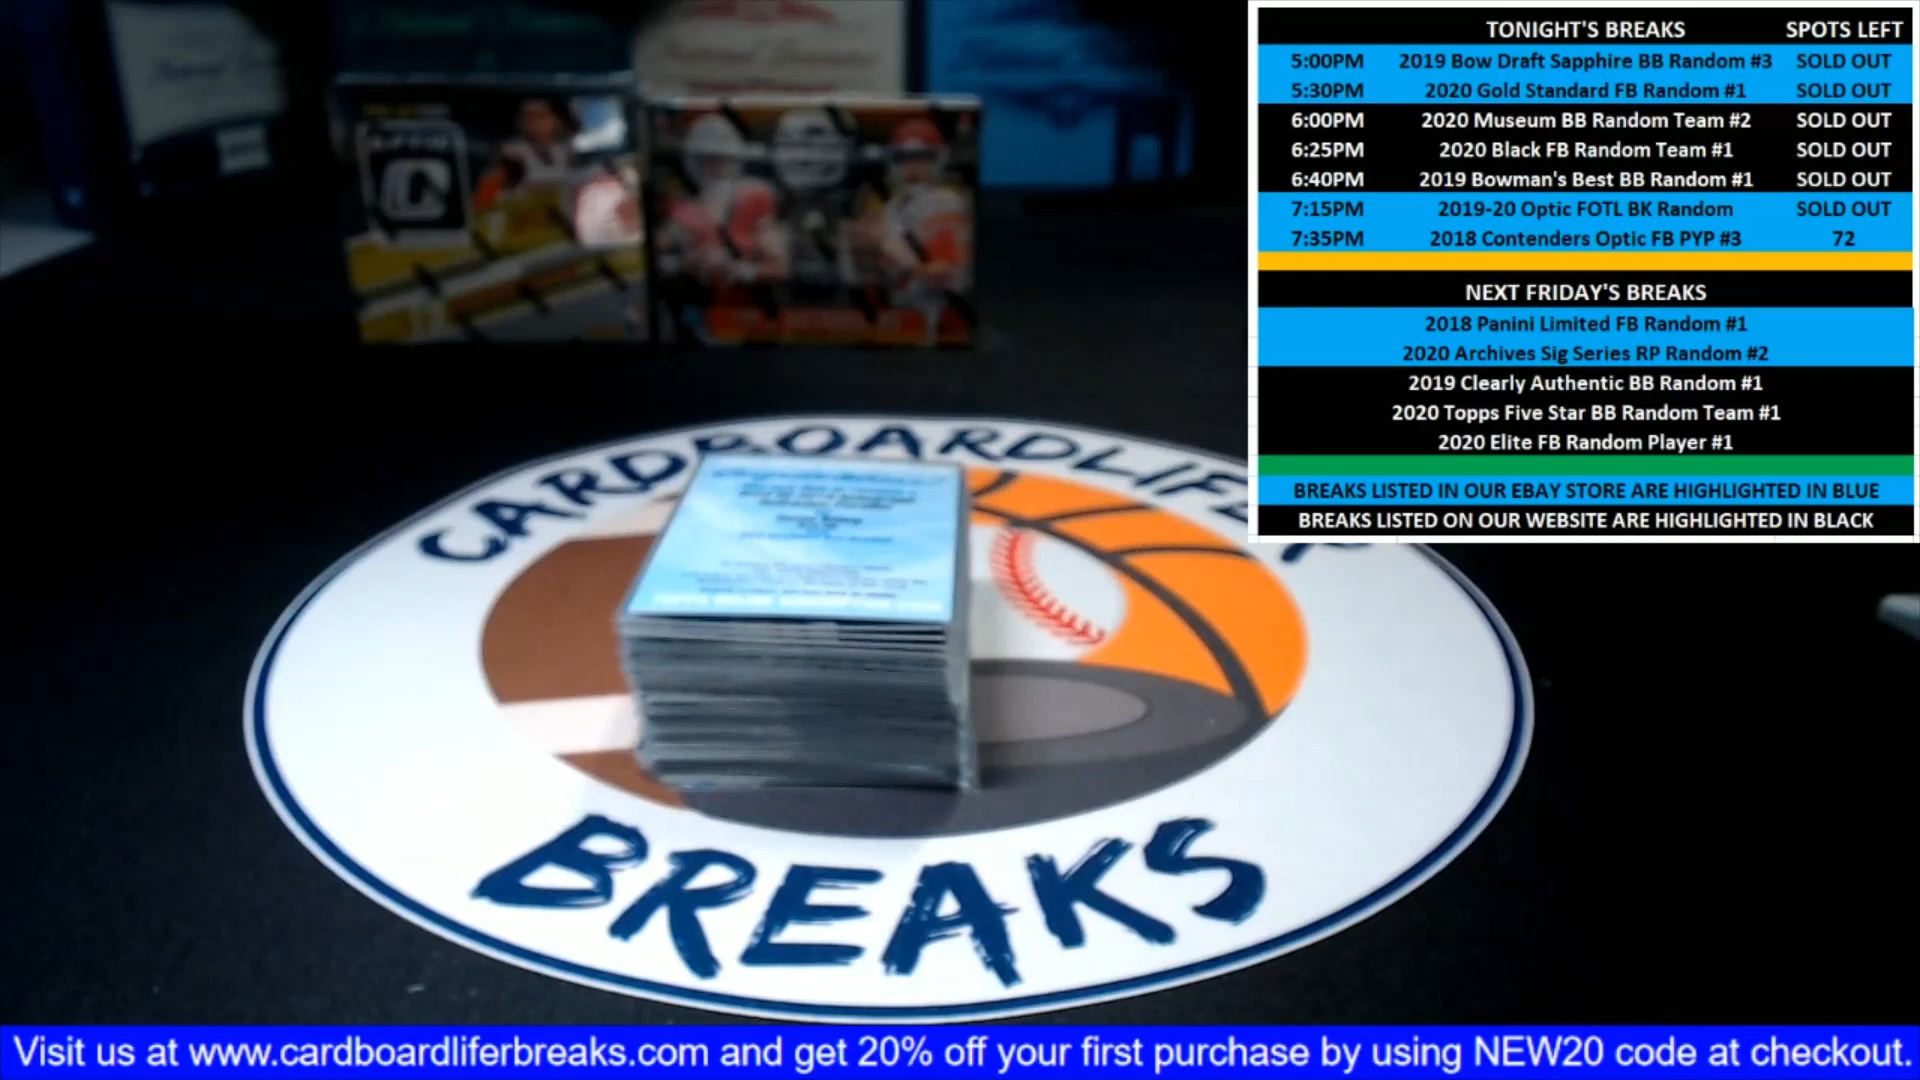 TONIGHT'S BREAKS SPOTS LEFT
5:00PM 2019 Bow Draft Sapphire BB Random #3 SOLD OUT
5:30PM 2020 Gold Standard FB Random #1 SOLD OUT
6:00PM 2020 Museum BB Random Team #2 SOLD OUT
6:25PM 2020 Black FB Random Team #1 SOLD OUT
6:40PM 2019 Bowman's Best BB Random #1 SOLD OUT
7:15PM 2019-20 Optic FOTL BK Random SOLD OUT
7:35PM 2018 Contenders Optic FB PYP #3 72
NEXT FRIDAY'S BREAKS
2018 Panini Limited FB Random #1
2020 Archives Sig Series RP Random #2
2019 Clearly Authentic BB Random #1
2020 Topps Five Star BB Random Team #1
2020 Elite FB Random Player #1
BREAKS LISTED IN OUR EBAY STORE ARE HIGHLIGHTED IN BLUE
BREAKS LISTED ON OUR WEBSITE ARE HIGHLIGHTED IN BLACK
CARDBOARDLIFER
BREAKS
Visit us at www.cardboardliferbreaks.com and get 20% off your first purchase by using NEW20 code at checkout.